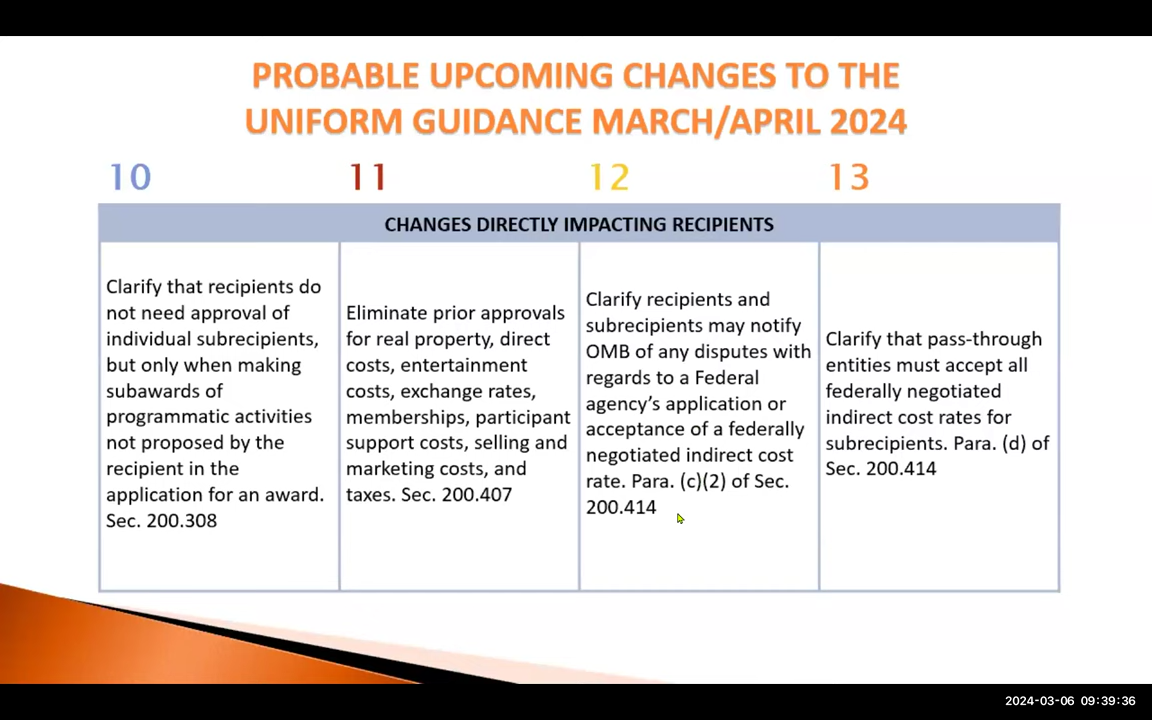 PROBABLE UPCOMING CHANGES TO THE
UNIFORM GUIDANCE MARCH/APRIL 2024
10
11
12
13
CHANGES DIRECTLY IMPACTING RECIPIENTS
Clarify that recipients do
not need approval of
individual subrecipients,
but only when making
subawards of
programmatic activities
not proposed by the
recipient in the
application for an award.
Sec. 200.308
Eliminate prior approvals
for real property, direct
costs, entertainment
costs, exchange rates,
memberships, participant
support costs, selling and
marketing costs, and
taxes. Sec. 200.407
Clarify recipients and
subrecipients may notify
OMB of any disputes with
regards to a Federal
agency’s application or
acceptance of a federally
negotiated indirect cost
rate. Para. (c)(2) of Sec.
200.414
Clarify that pass-through
entities must accept all
federally negotiated
indirect cost rates for
subrecipients. Para. (d) of
Sec. 200.414
2024-03-06 09:39:36